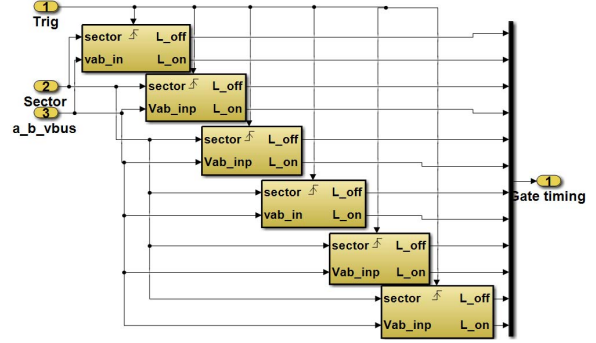 1
Trig
sector L_off
vab_in L_on
2
Sector
3
a_b_vbus
sector L_off
Vab_inp L_on
sector L_off
Vab_inp L_on
sector L_off
vab_in L_on
1
Gate timing
sector L_off
Vab_inp L_on
sector L_off
Vab_inp L_on